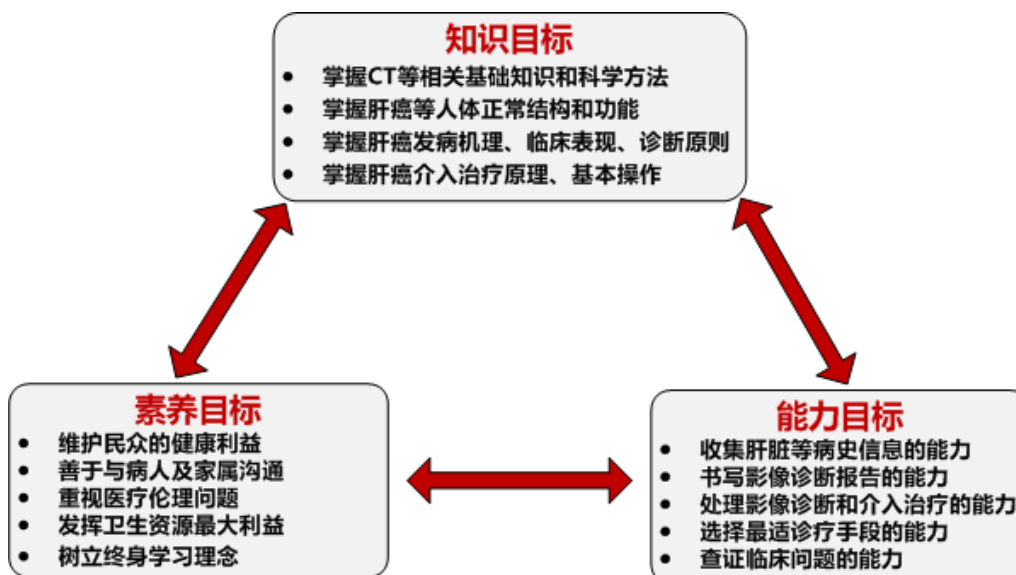 知识目标
• 掌握CT等相关基础知识和科学方法
• 掌握肝癌等人体正常结构和功能
• 掌握肝癌发病机理、临床表现、诊断原则
• 掌握肝癌介入治疗原理、基本操作
素养目标
• 维护民众的健康利益
• 善于与病人及家属沟通
• 重视医疗伦理问题
• 发挥卫生资源最大利益
• 树立终身学习理念
能力目标
• 收集肝脏等病史信息的能力
• 书写影像诊断报告的能力
• 处理影像诊断和介入治疗的能力
• 选择最适诊疗手段的能力
• 查证临床问题的能力